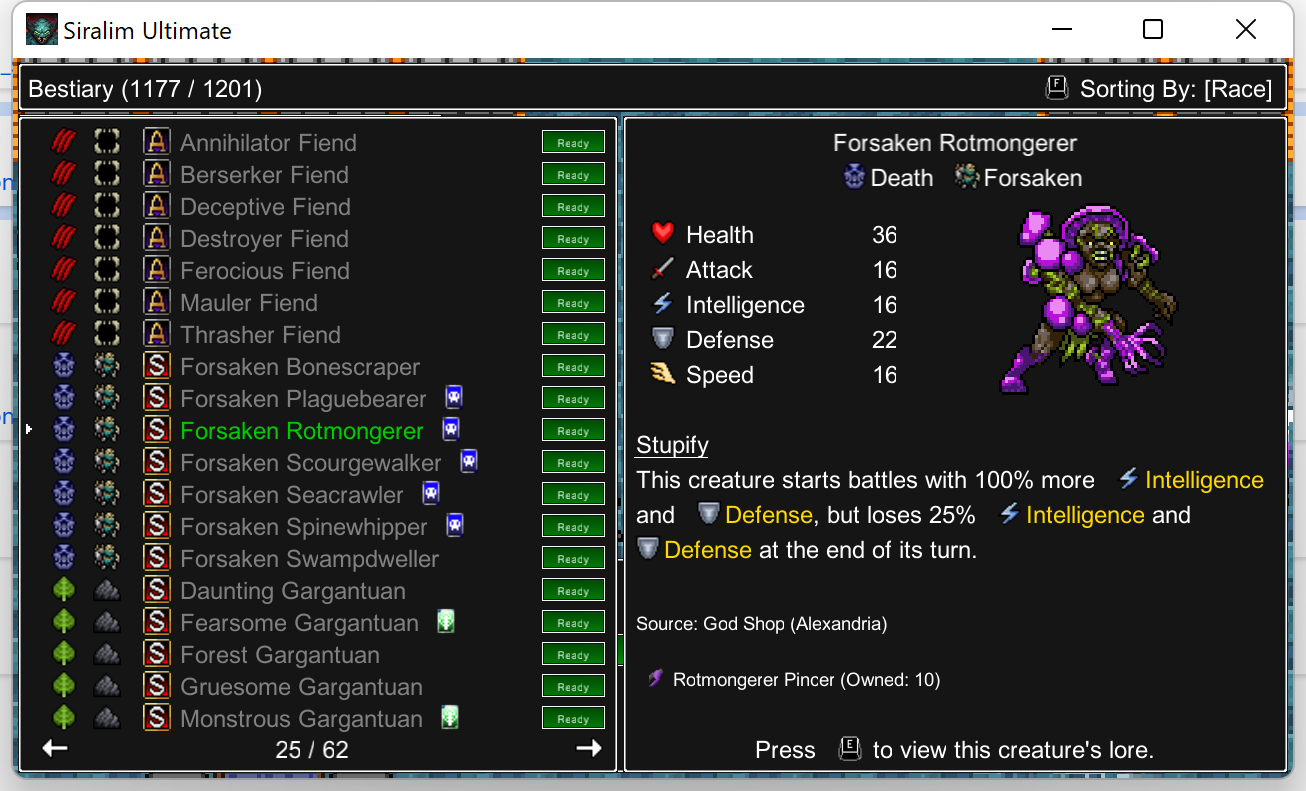 Siralim Ultimate
Bestiary (1177 / 1201)
F Sorting By: [Race]
A Annihilator Fiend Ready
A Berserker Fiend Ready
A Deceptive Fiend Ready
A Destroyer Fiend Ready
A Ferocious Fiend Ready
A Mauler Fiend Ready
A Thrasher Fiend Ready
S Forsaken Bonescraper Ready
S Forsaken Plaguebearer Ready
S Forsaken Rotmongerer Ready
S Forsaken Scourgewalker Ready
S Forsaken Seacrawler Ready
S Forsaken Spinewhipper Ready
S Forsaken Swampdweller Ready
S Daunting Gargantuan Ready
S Fearsome Gargantuan Ready
S Forest Gargantuan Ready
S Gruesome Gargantuan Ready
S Monstrous Gargantuan Ready
25 / 62
Forsaken Rotmongerer
Death Forsaken
Health 36
Attack 16
Intelligence 16
Defense 22
Speed 16
Stupify
This creature starts battles with 100% more Intelligence
and Defense, but loses 25% Intelligence and
Defense at the end of its turn.
Source: God Shop (Alexandria)
Rotmongerer Pincer (Owned: 10)
Press E to view this creature's lore.